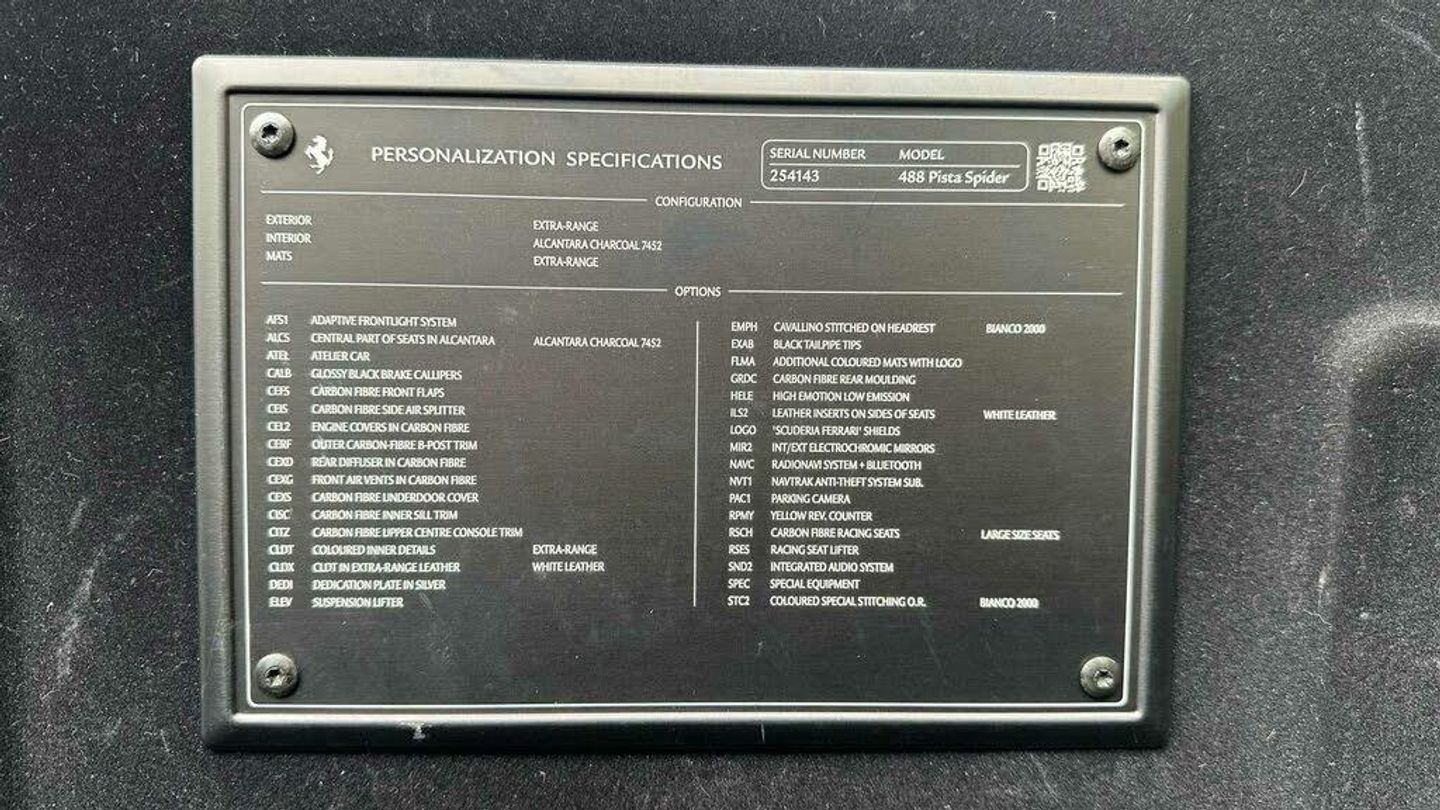 PERSONALIZATION SPECIFICATIONS
SERIAL NUMBER MODEL
254143 488 Pista Spider
CONFIGURATION
EXTERIOR EXTRA-RANGE
INTERIOR ALCANTARA CHARCOAL 7452
MATS EXTRA-RANGE
OPTIONS
AFS1 ADAPTIVE FRONTLIGHT SYSTEM
ALCS CENTRAL PART OF SEATS IN ALCANTARA ALCANTARA CHARCOAL 7452
ATEL ATELIER CAR
CALB GLOSSY BLACK BRAKE CALLIPERS
CEF5 CARBON FIBRE FRONT FLAPS
CEIS CARBON FIBRE SIDE AIR SPLITTER
CEL2 ENGINE COVERS IN CARBON FIBRE
CERF OUTER CARBON-FIBRE B-POST TRIM
CEXD REAR DIFFUSER IN CARBON FIBRE
CEXG FRONT AIR VENTS IN CARBON FIBRE
CEXS CARBON FIBRE UNDERDOOR COVER
CISC CARBON FIBRE INNER SILL TRIM
CITZ CARBON FIBRE UPPER CENTRE CONSOLE TRIM
CLDT COLOURED INNER DETAILS EXTRA-RANGE
CLDX CLDT IN EXTRA-RANGE LEATHER WHITE LEATHER
DEDI DEDICATION PLATE IN SILVER
ELEV SUSPENSION LIFTER
EMPH CAVALLINO STITCHED ON HEADREST BIANCO 2000
EXAB BLACK TAILPIPE TIPS
FLMA ADDITIONAL COLOURED MATS WITH LOGO
GRDC CARBON FIBRE REAR MOULDING
HELE HIGH EMOTION LOW EMISSION
ILS2 LEATHER INSERTS ON SIDES OF SEATS WHITE LEATHER
LOGO 'SCUDERIA FERRARI' SHIELDS
MIR2 INT/EXT ELECTROCHROMIC MIRRORS
NAVC RADIONAVI SYSTEM + BLUETOOTH
NVT1 NAVTRAK ANTI-THEFT SYSTEM SUB.
PAC1 PARKING CAMERA
RPMY YELLOW REV. COUNTER
RSCH CARBON FIBRE RACING SEATS LARGE SIZE SEATS
RSES RACING SEAT LIFTER
SND2 INTEGRATED AUDIO SYSTEM
SPEC SPECIAL EQUIPMENT
STC2 COLOURED SPECIAL STITCHING O.R. BIANCO 2000